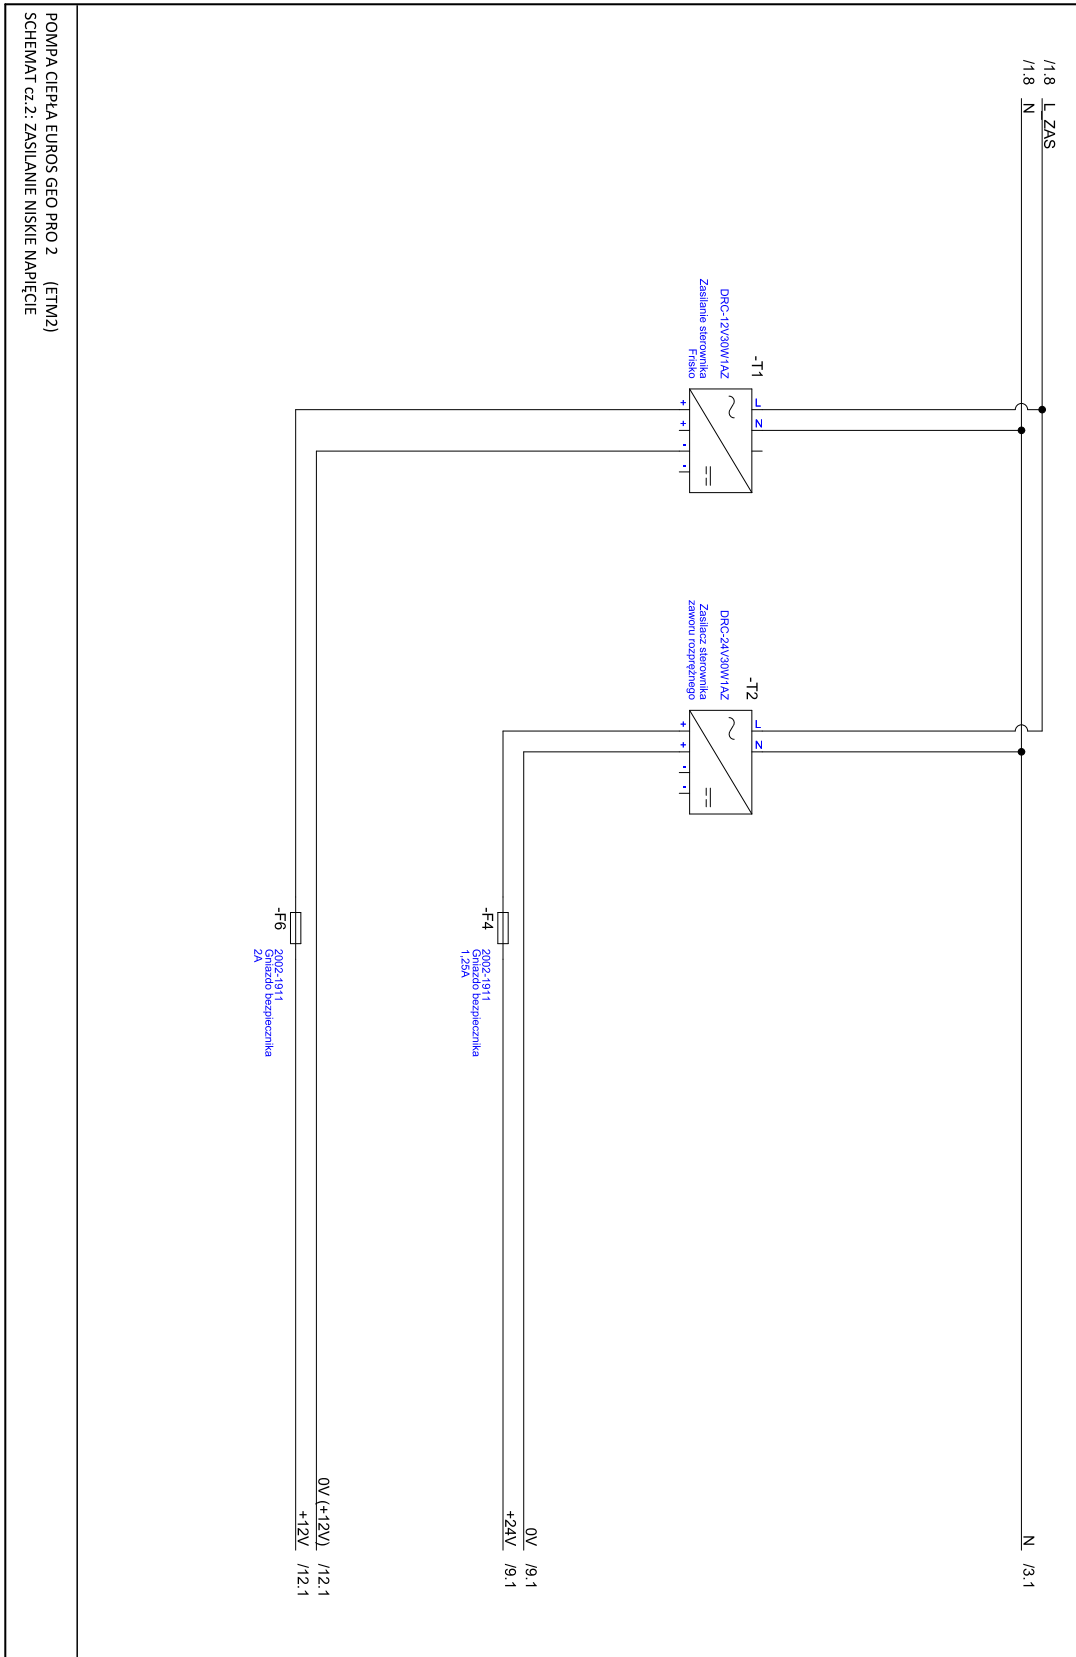 /1.8 L_ZAS
/1.8 N
N /3.1
-T1
DRC-12V30W1AZ
Zasilanie sterownika
Frisko
L N
+ + - -
-T2
DRC-24V30W1AZ
Zasilacz sterownika
zaworu rozprężnego
L N
+ + - -
-F4
2002-1911
Gniazdo bezpiecznika
1,25A
0V /9.1
+24V /9.1
-F6
2002-1911
Gniazdo bezpiecznika
2A
0V (+12V) /12.1
+12V /12.1
POMPA CIEPŁA EUROS GEO PRO 2 (ETM2)
SCHEMAT cz.2: ZASILANIE NISKIE NAPIĘCIE